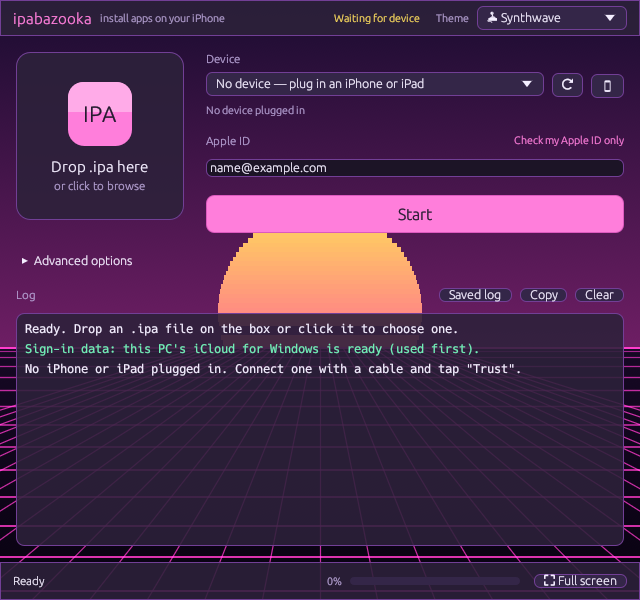 ipabazooka install apps on your iPhone Waiting for device Theme Synthwave
IPA
Drop .ipa here
or click to browse
Device
No device — plug in an iPhone or iPad
No device plugged in
Apple ID Check my Apple ID only
name@example.com
Start
Advanced options
Log Saved log Copy Clear
Ready. Drop an .ipa file on the box or click it to choose one.
Sign-in data: this PC's iCloud for Windows is ready (used first).
No iPhone or iPad plugged in. Connect one with a cable and tap "Trust".
Ready 0% Full screen